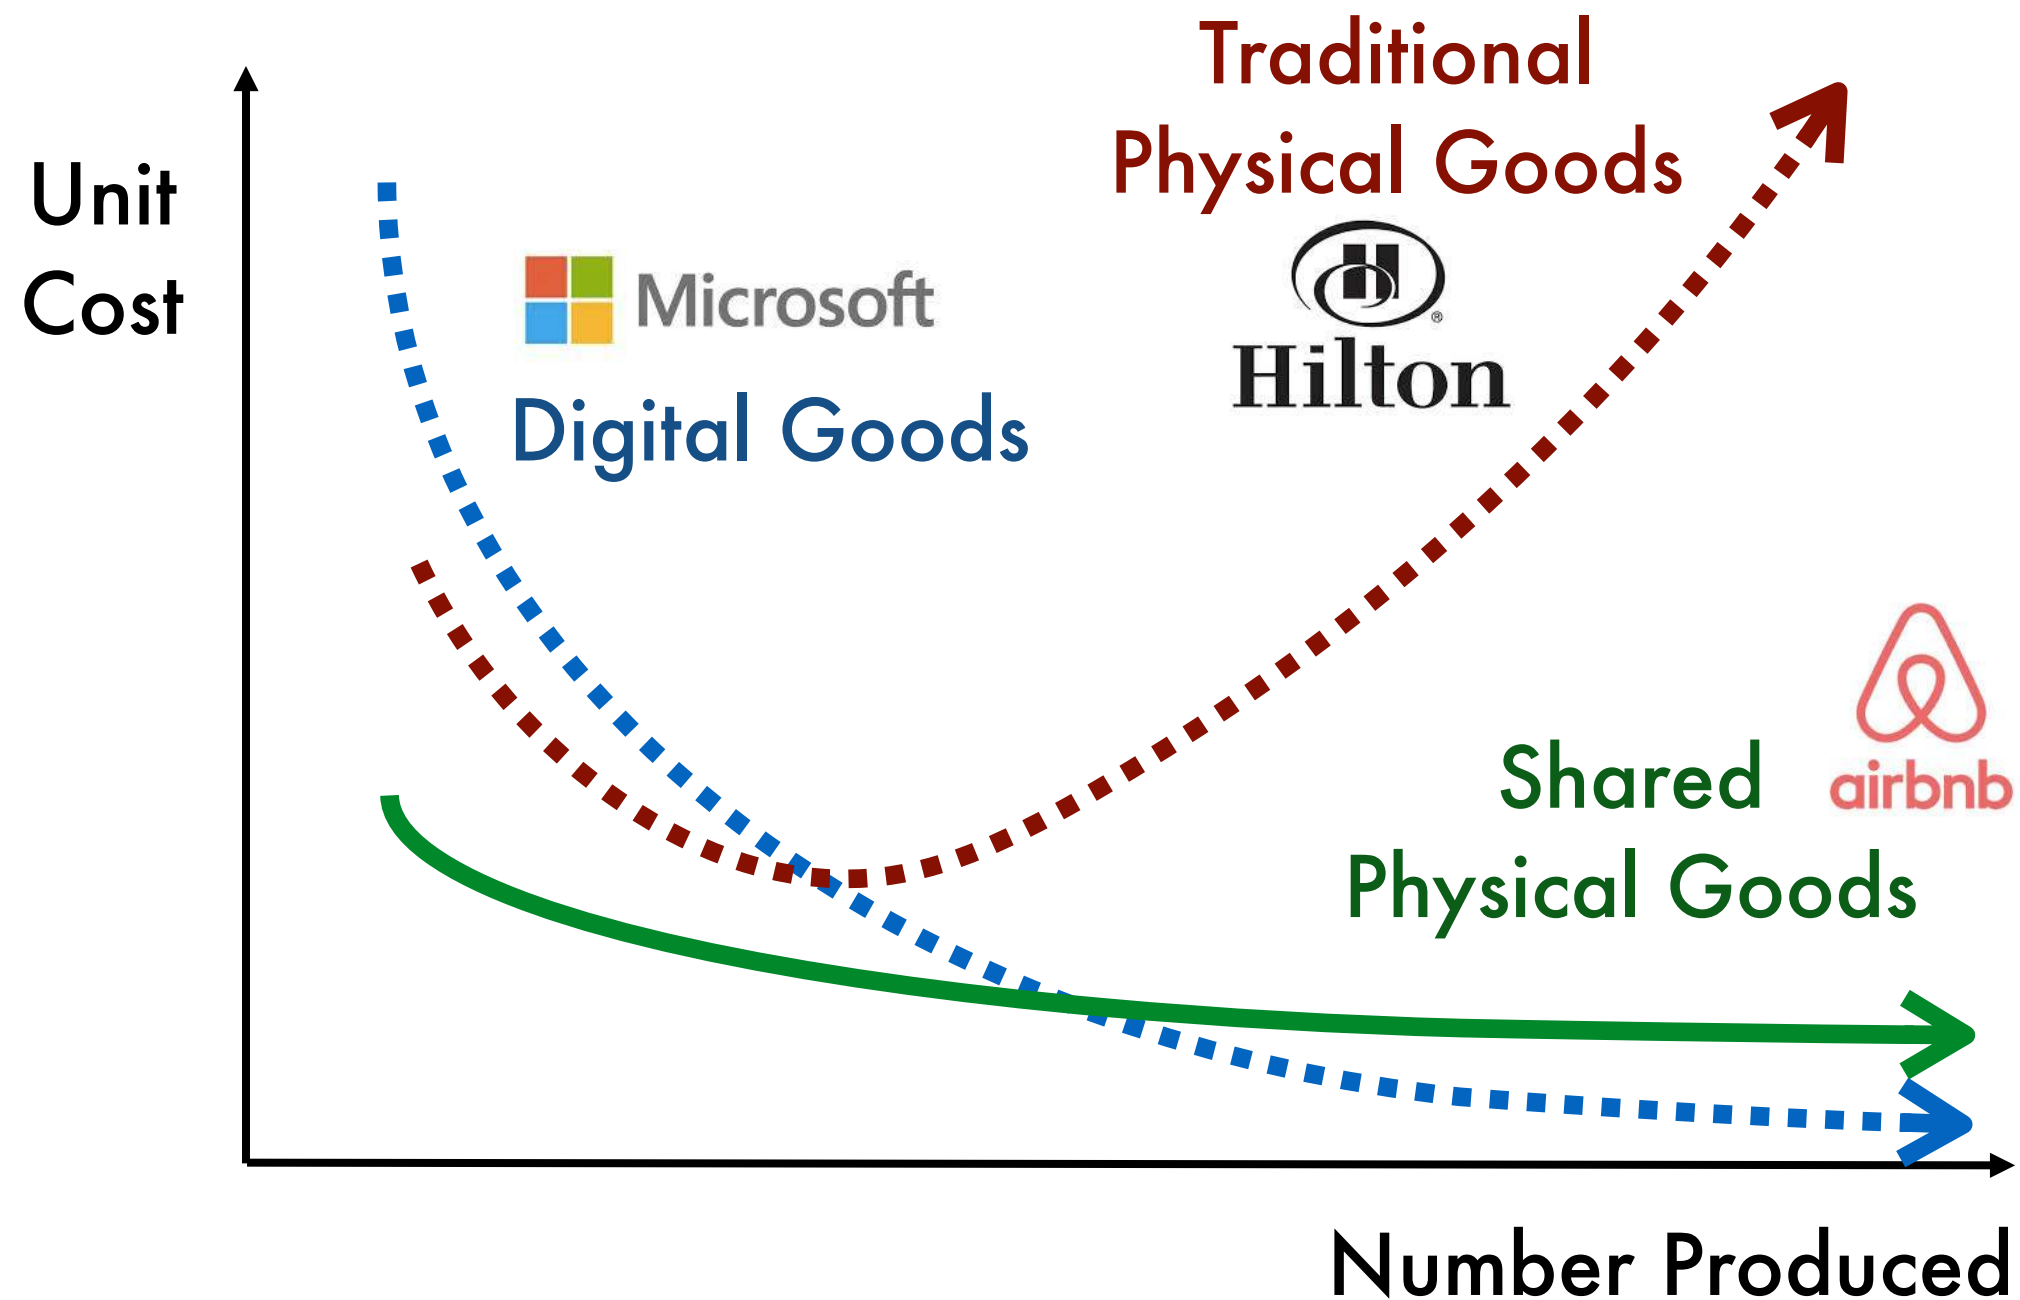 Traditional
Physical Goods
Unit
Cost
Microsoft
Digital Goods
H
®
Hilton
Shared
airbnb
Physical Goods
Number Produced